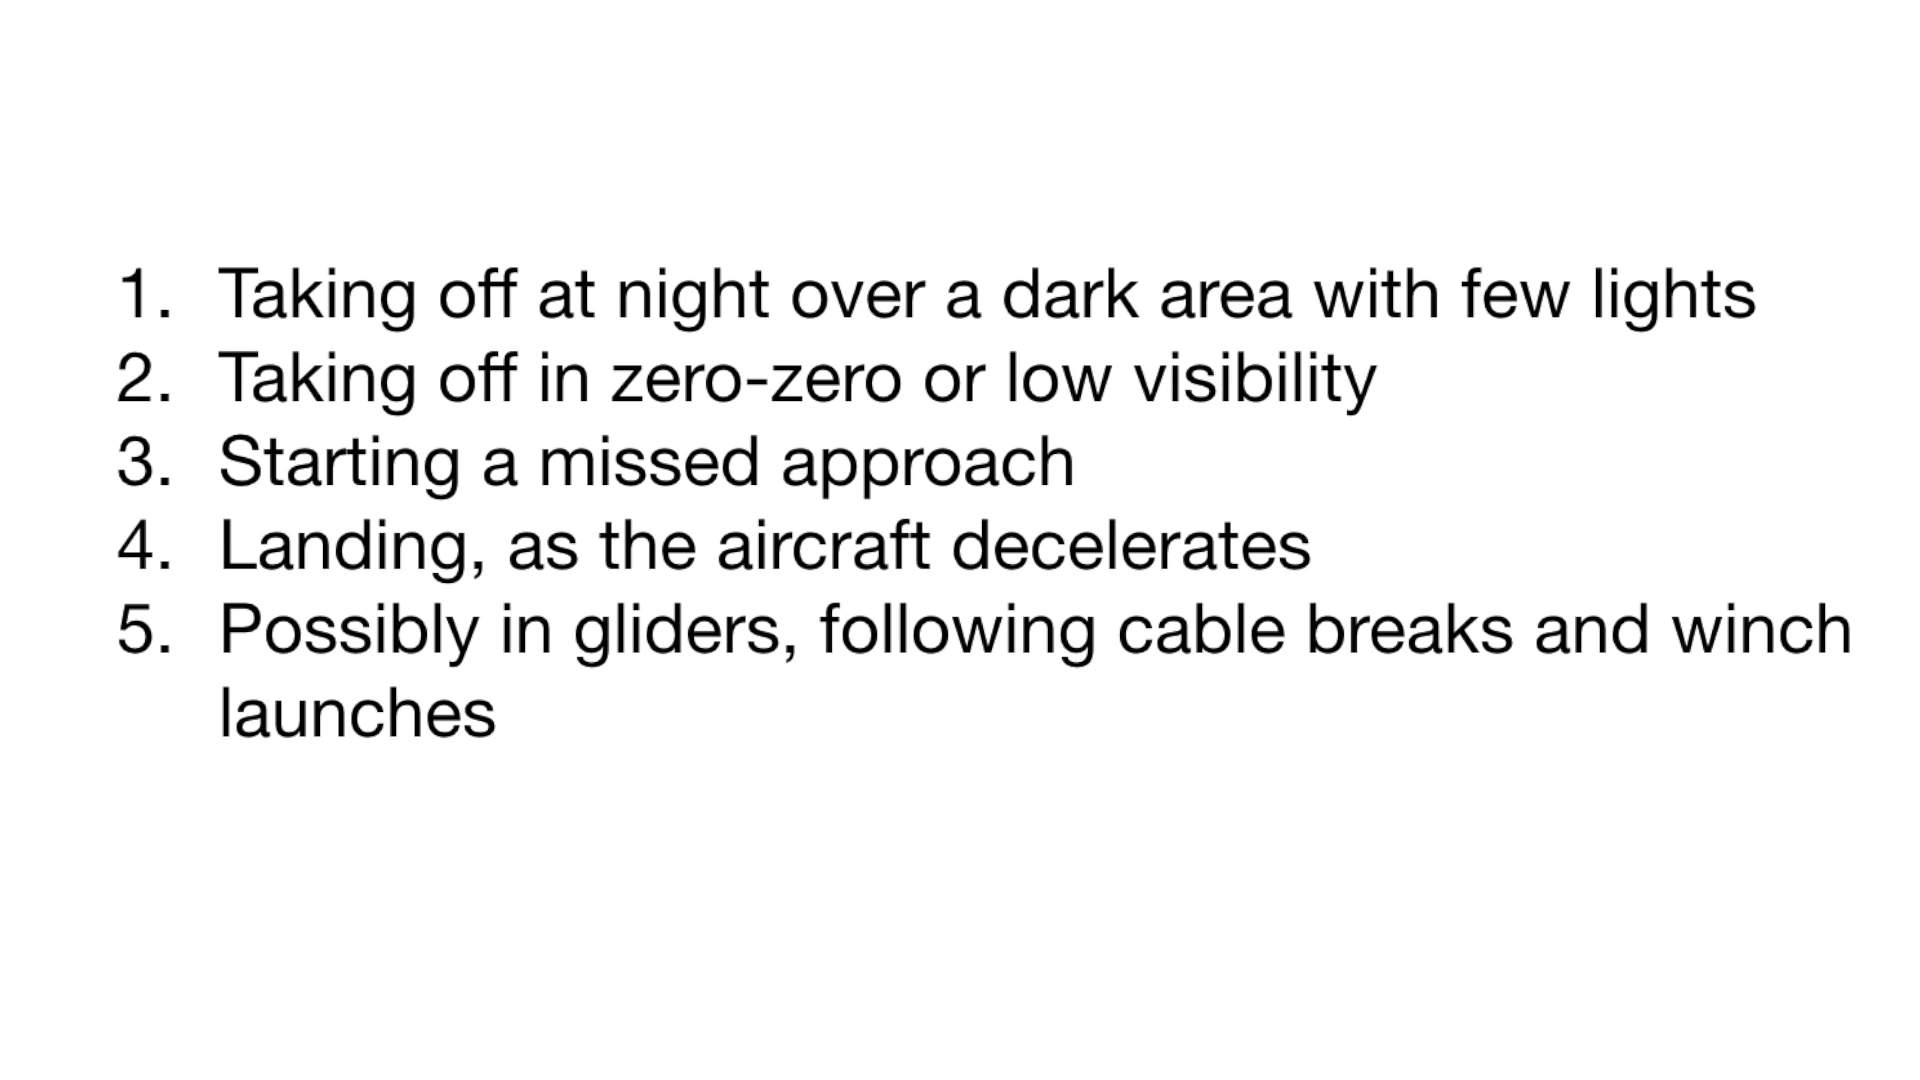 1. Taking off at night over a dark area with few lights
2. Taking off in zero-zero or low visibility
3. Starting a missed approach
4. Landing, as the aircraft decelerates
5. Possibly in gliders, following cable breaks and winch
launches